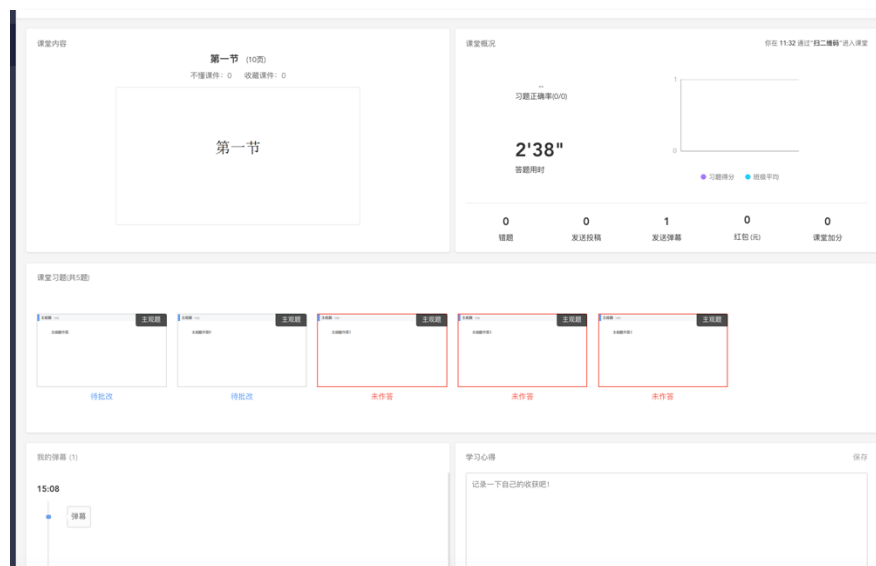 课堂内容
第一节 (10页)
不懂课件: 0 收藏课件: 0
第一节
课堂概况
你在 11:32 通过"扫二维码"进入课堂
--
习题正确率(0/0)
2'38"
答题用时
1
0
习题得分 班级平均
0 0 1 0 0
错题 发送投稿 发送弹幕 红包 (元) 课堂加分
课堂习题(共5题)
主观题 主观题 主观题 主观题 主观题
待批改 待批改 未作答 未作答 未作答
我的弹幕 (1)
15:08
弹幕
学习心得
保存
记录一下自己的收获吧!